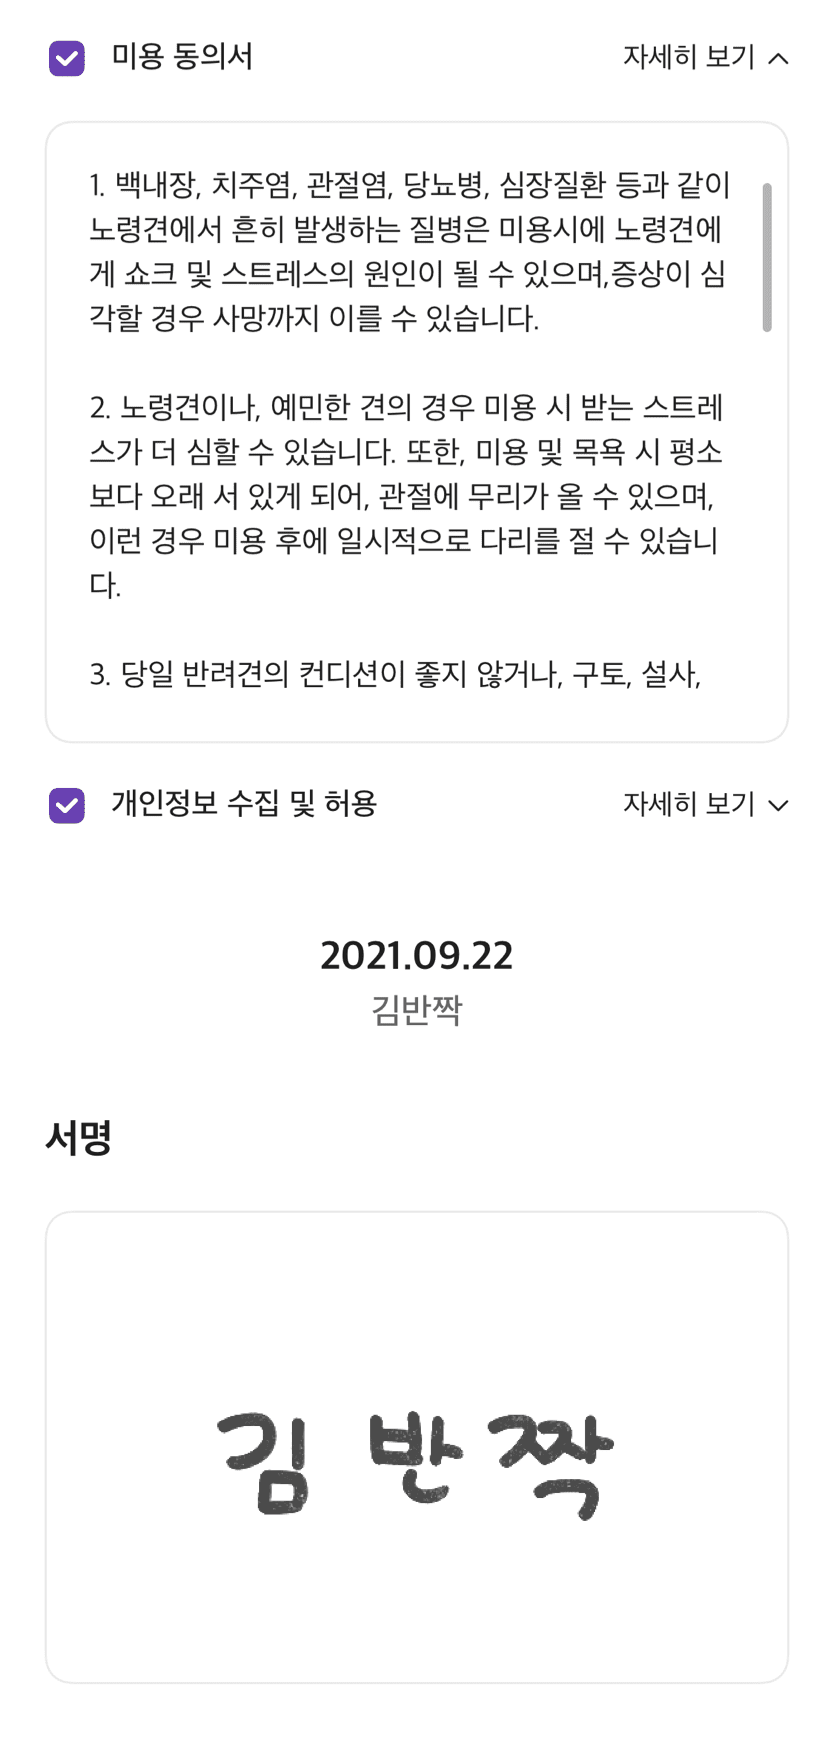 미용 동의서 자세히 보기
1. 백내장, 치주염, 관절염, 당뇨병, 심장질환 등과 같이
노령견에서 흔히 발생하는 질병은 미용시에 노령견에
게 쇼크 및 스트레스의 원인이 될 수 있으며,증상이 심
각할 경우 사망까지 이를 수 있습니다.
2. 노령견이나, 예민한 견의 경우 미용 시 받는 스트레
스가 더 심할 수 있습니다. 또한, 미용 및 목욕 시 평소
보다 오래 서 있게 되어, 관절에 무리가 올 수 있으며,
이런 경우 미용 후에 일시적으로 다리를 절 수 있습니
다.
3. 당일 반려견의 컨디션이 좋지 않거나, 구토, 설사,
개인정보 수집 및 허용 자세히 보기
2021.09.22
김반짝
서명
김 반 짝